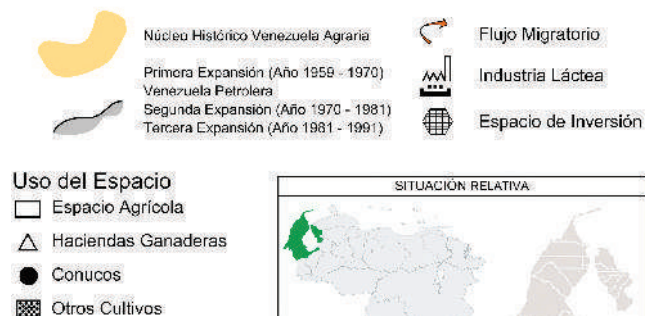 Núcleo Histórico Venezuela Agraria
Primera Expansión (Año 1959 - 1970)
Venezuela Petrolera
Segunda Expansión (Año 1970 - 1981)
Tercera Expansión (Año 1981 - 1991)
Flujo Migratorio
Industria Láctea
Espacio de Inversión
Uso del Espacio
Espacio Agrícola
Haciendas Ganaderas
Conucos
Otros Cultivos
SITUACIÓN RELATIVA